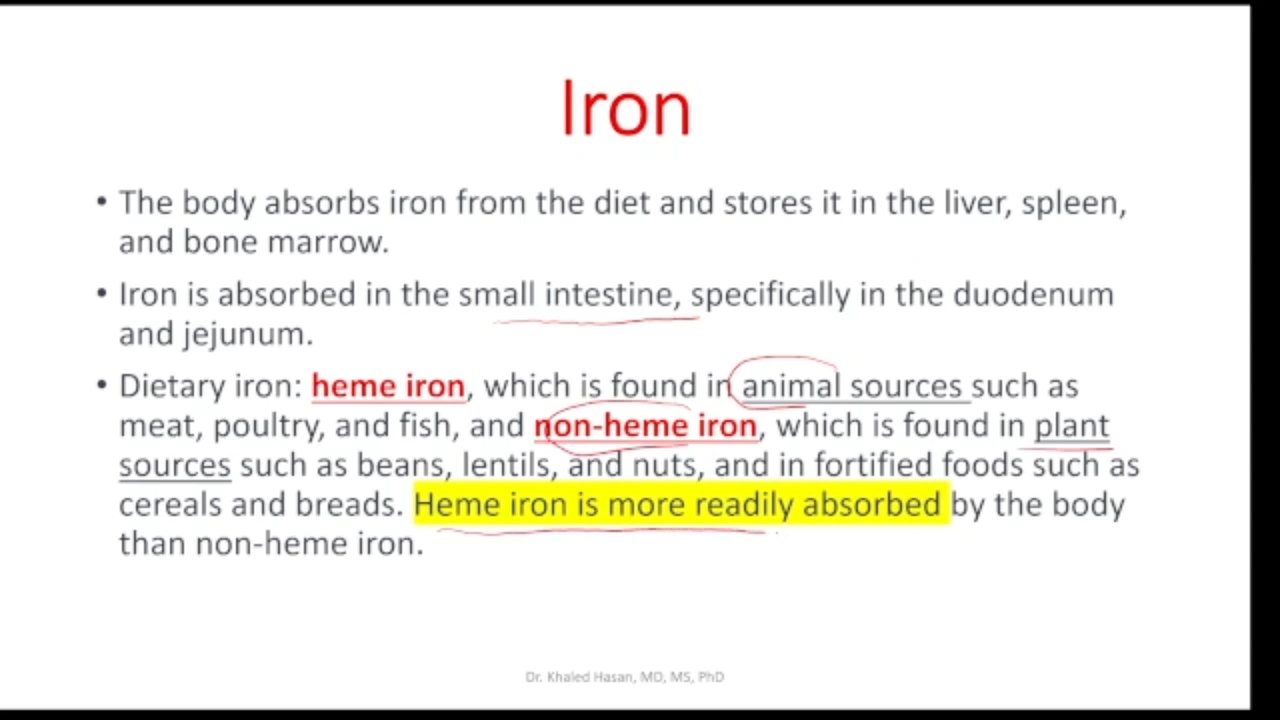 Iron
• The body absorbs iron from the diet and stores it in the liver, spleen,
and bone marrow.
• Iron is absorbed in the small intestine, specifically in the duodenum
and jejunum.
• Dietary iron: heme iron, which is found in animal sources such as
meat, poultry, and fish, and non-heme iron, which is found in plant
sources such as beans, lentils, and nuts, and in fortified foods such as
cereals and breads. Heme iron is more readily absorbed by the body
than non-heme iron.
Dr. Khaled Hasan, MD, MS, PhD